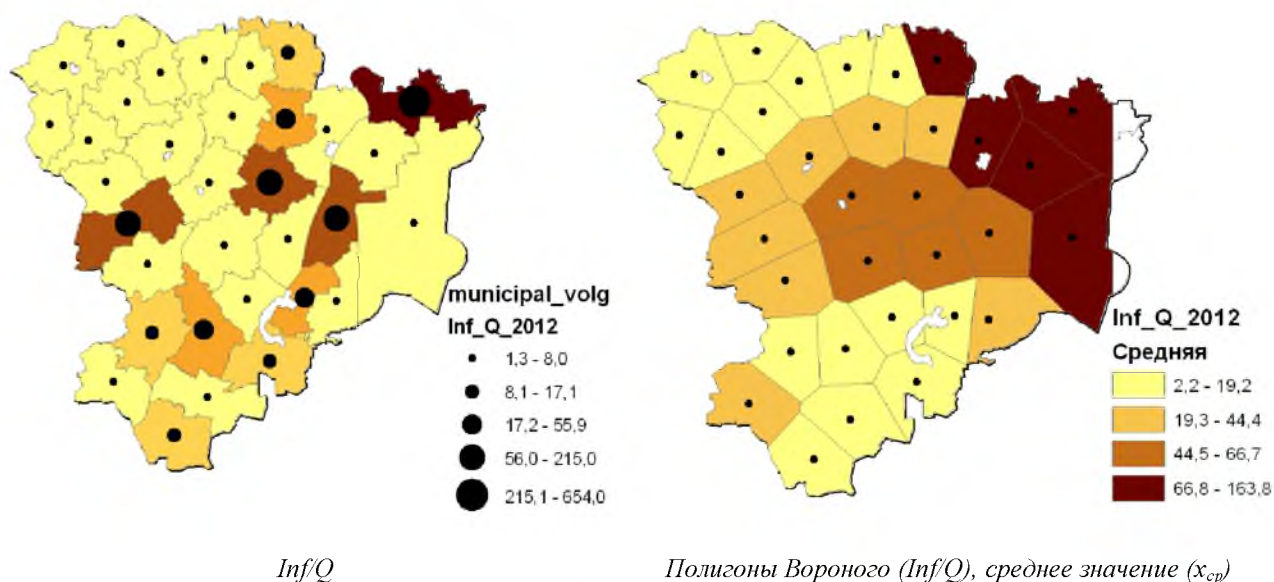 municipal_volg
Inf_Q_2012
1,3 - 8,0
8,1 - 17,1
17,2 - 55,9
56,0 - 215,0
215,1 - 654,0
Inf_Q_2012
Средняя
2,2 - 19,2
19,3 - 44,4
44,5 - 66,7
66,8 - 163,8
Inf/Q
Полигоны Вороного (Inf/Q), среднее значение (xср)